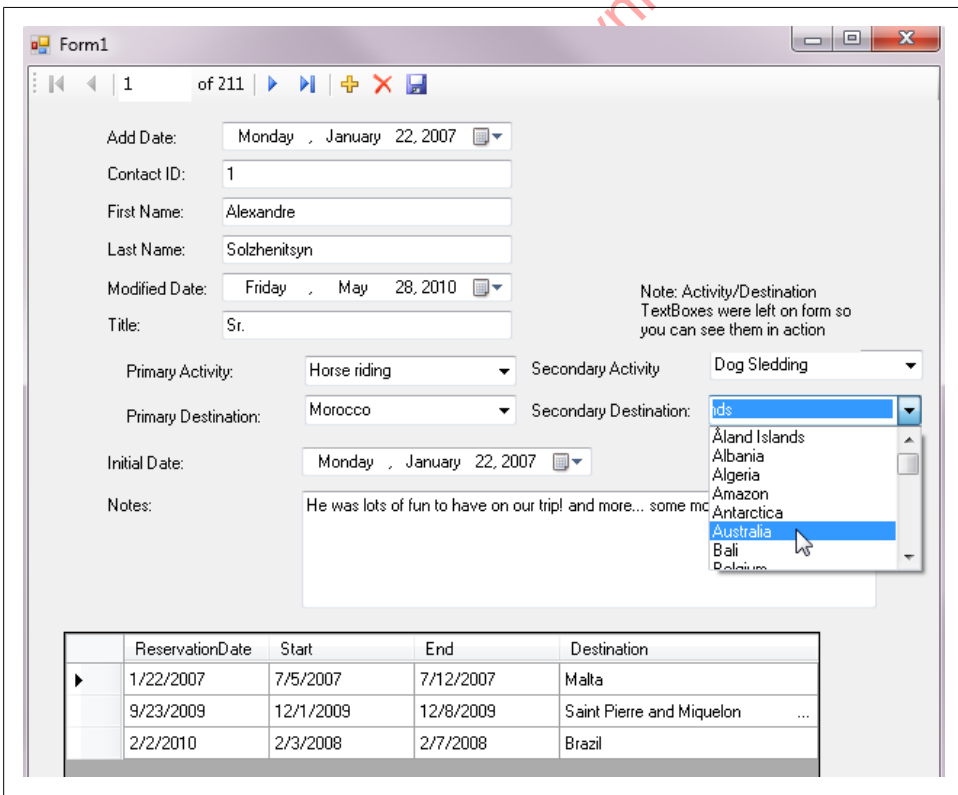 Form1
1 of 211
Add Date: Monday , January 22, 2007
Contact ID: 1
First Name: Alexandre
Last Name: Solzhenitsyn
Modified Date: Friday , May 28, 2010
Note: Activity/Destination
TextBoxes were left on form so
you can see them in action
Title: Sr.
Primary Activity: Horse riding Secondary Activity Dog Sledding
Primary Destination: Morocco Secondary Destination: nds
Åland Islands
Albania
Algeria
Amazon
Antarctica
Australia
Bali
Belgium
Initial Date: Monday , January 22, 2007
Notes: He was lots of fun to have on our trip! and more... some mo
ReservationDate Start End Destination
1/22/2007 7/5/2007 7/12/2007 Malta
9/23/2009 12/1/2009 12/8/2009 Saint Pierre and Miquelon ...
2/2/2010 2/3/2008 2/7/2008 Brazil